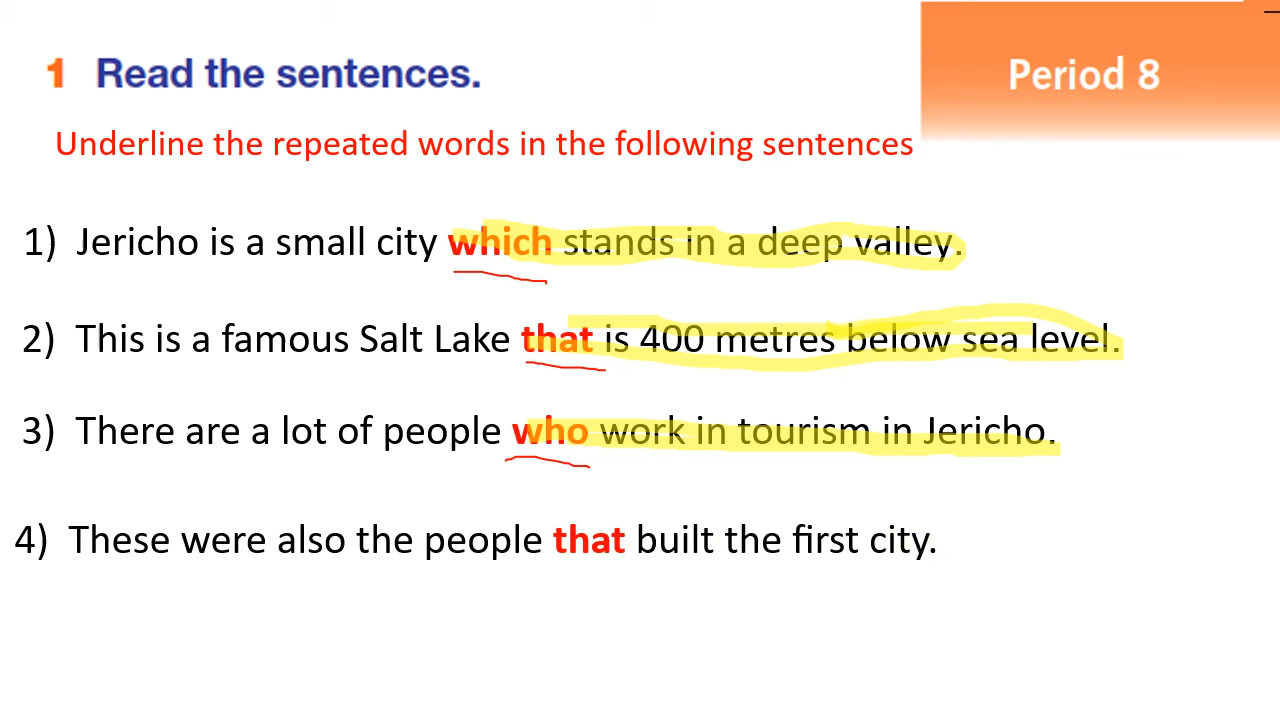 1 Read the sentences.
Period 8
Underline the repeated words in the following sentences
1) Jericho is a small city which stands in a deep valley.
2) This is a famous Salt Lake that is 400 metres below sea level.
3) There are a lot of people who work in tourism in Jericho.
4) These were also the people that built the first city.